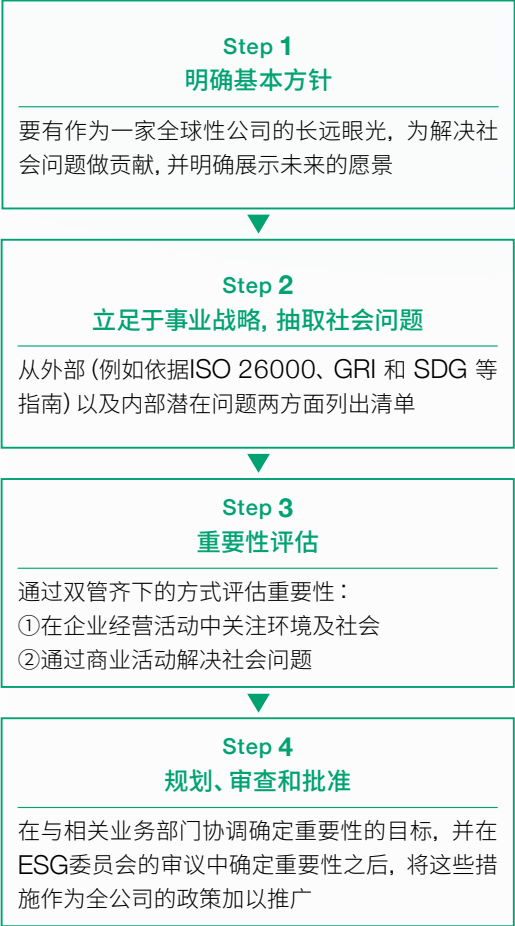 Step 1
明确基本方针
要有作为一家全球性公司的长远眼光，为解决社
会问题做贡献，并明确展示未来的愿景
Step 2
立足于事业战略，抽取社会问题
从外部（例如依据ISO 26000、GRI 和 SDG 等
指南）以及内部潜在问题两方面列出清单
Step 3
重要性评估
通过双管齐下的方式评估重要性：
①在企业经营活动中关注环境及社会
②通过商业活动解决社会问题
Step 4
规划、审查和批准
在与相关业务部门协调确定重要性的目标，并在
ESG委员会的审议中确定重要性之后，将这些措
施作为全公司的政策加以推广